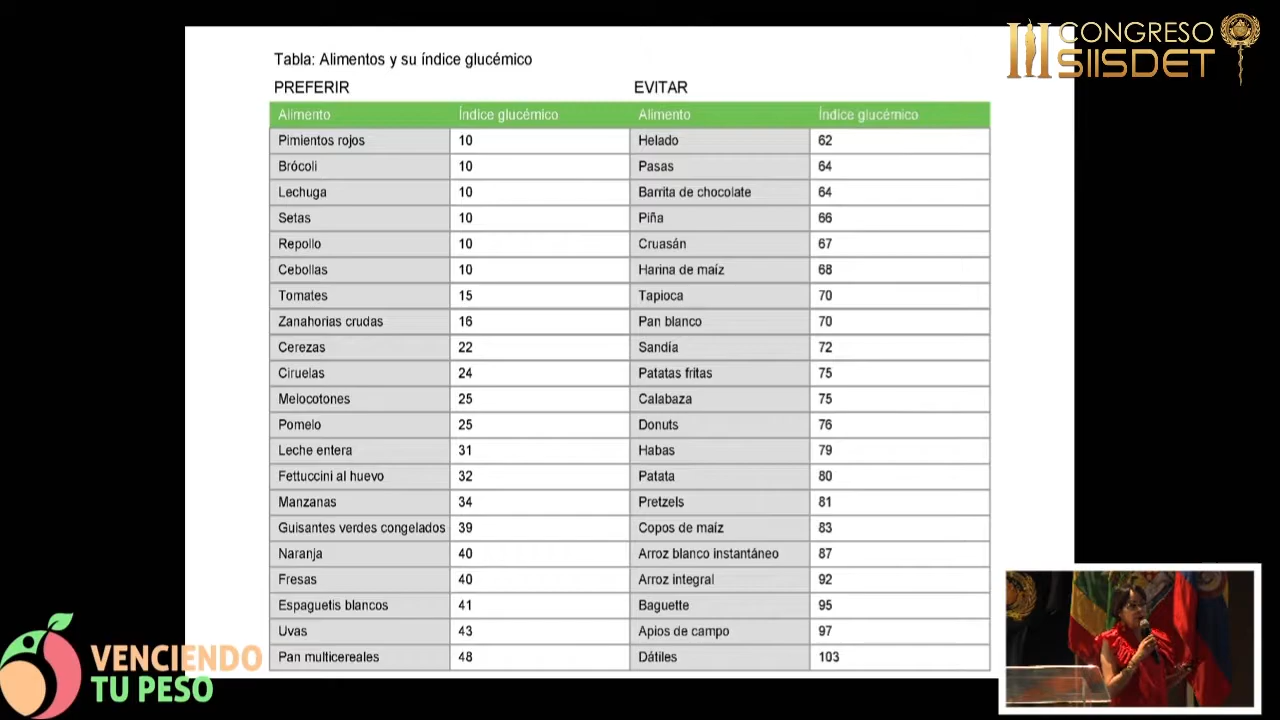 III CONGRESO
SIISDET
Tabla: Alimentos y su índice glucémico
PREFERIR EVITAR
Alimento Índice glucémico Alimento Índice glucémico
Pimientos rojos 10 Helado 62
Brócoli 10 Pasas 64
Lechuga 10 Barrita de chocolate 64
Setas 10 Piña 66
Repollo 10 Cruasán 67
Cebollas 10 Harina de maíz 68
Tomates 15 Tapioca 70
Zanahorias crudas 16 Pan blanco 70
Cerezas 22 Sandía 72
Ciruelas 24 Patatas fritas 75
Melocotones 25 Calabaza 75
Pomelo 25 Donuts 76
Leche entera 31 Habas 79
Fettuccini al huevo 32 Patata 80
Manzanas 34 Pretzels 81
Guisantes verdes congelados 39 Copos de maíz 83
Naranja 40 Arroz blanco instantáneo 87
Fresas 40 Arroz integral 92
Espaguetis blancos 41 Baguette 95
Uvas 43 Apios de campo 97
Pan multicereales 48 Dátiles 103
VENCIENDO
TU PESO